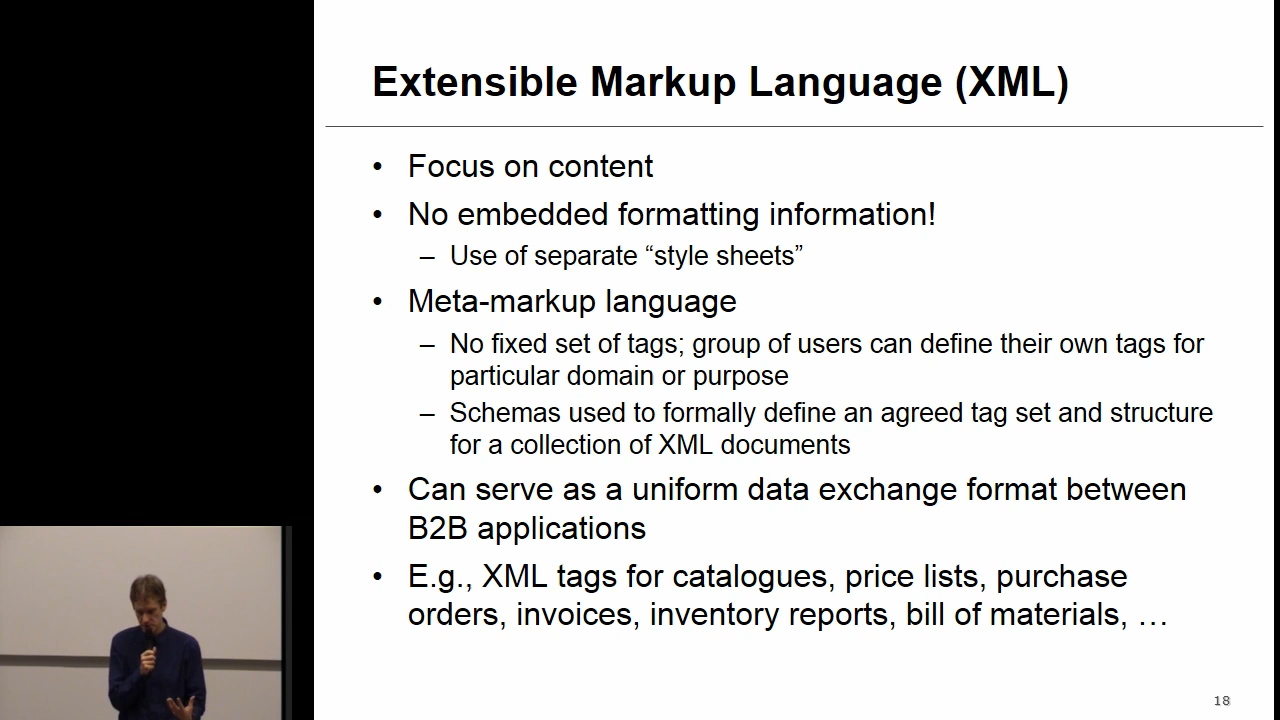 Extensible Markup Language (XML)
• Focus on content
• No embedded formatting information!
– Use of separate “style sheets”
• Meta-markup language
– No fixed set of tags; group of users can define their own tags for
particular domain or purpose
– Schemas used to formally define an agreed tag set and structure
for a collection of XML documents
• Can serve as a uniform data exchange format between
B2B applications
• E.g., XML tags for catalogues, price lists, purchase
orders, invoices, inventory reports, bill of materials, …
18